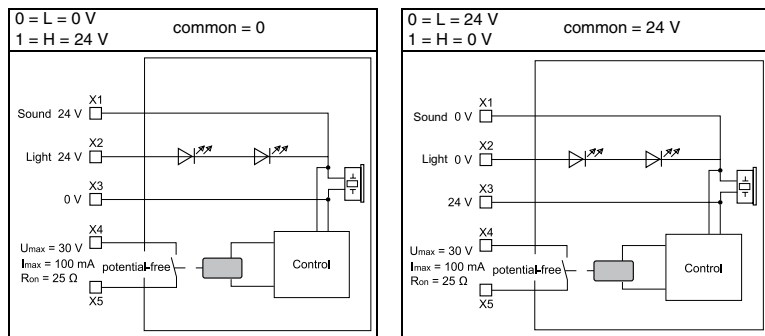 0 = L = 0 V
1 = H = 24 V
common = 0
X1
Sound 24 V
X2
Light 24 V
X3
0 V
X4
Umax = 30 V
Imax = 100 mA
Ron = 25 Ω
potential-free
Control
X5
0 = L = 24 V
1 = H = 0 V
common = 24 V
X1
Sound 0 V
X2
Light 0 V
X3
24 V
X4
Umax = 30 V
Imax = 100 mA
Ron = 25 Ω
potential-free
Control
X5